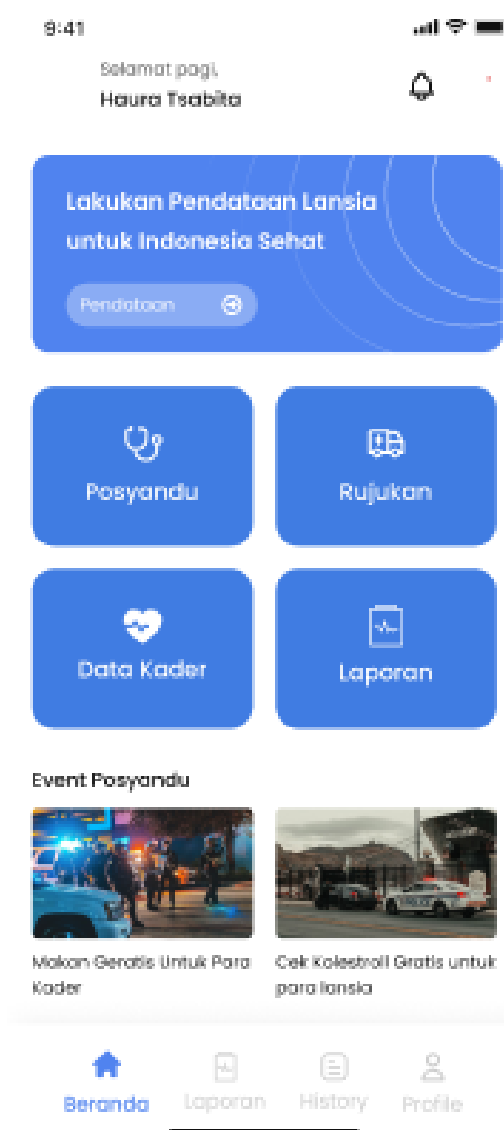 9:41
Selamat pagi,
Haura Tsabita
Lakukan Pendataan Lansia
untuk Indonesia Sehat
Pendataan
Posyandu
Rujukan
Data Kader
Laporan
Event Posyandu
Makan Geratis Untuk Para
Kader
Cek Kolestroll Gratis untuk
para lansia
Beranda
Laporan
History
Profile